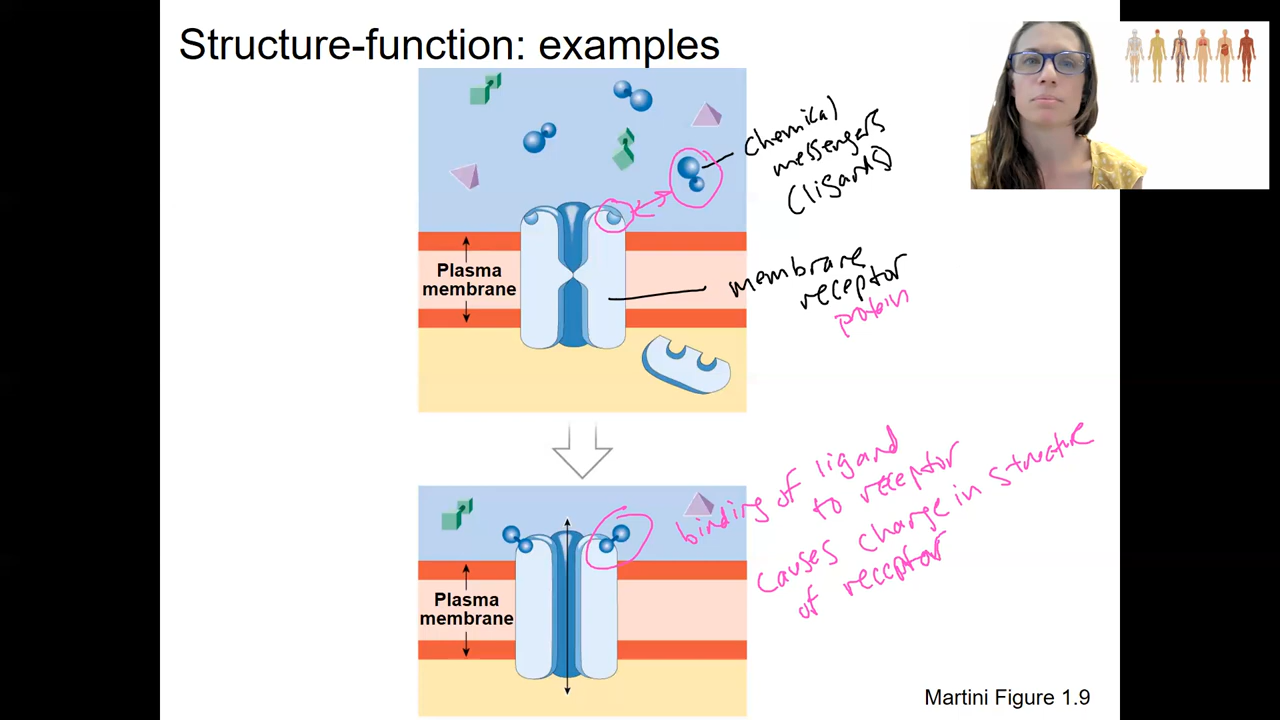 Structure-function: examples
chemical
messengers
(ligands)
Plasma
membrane
membrane
receptor
protein
binding of ligand
to receptor
causes change in structure
of receptor
Plasma
membrane
Martini Figure 1.9